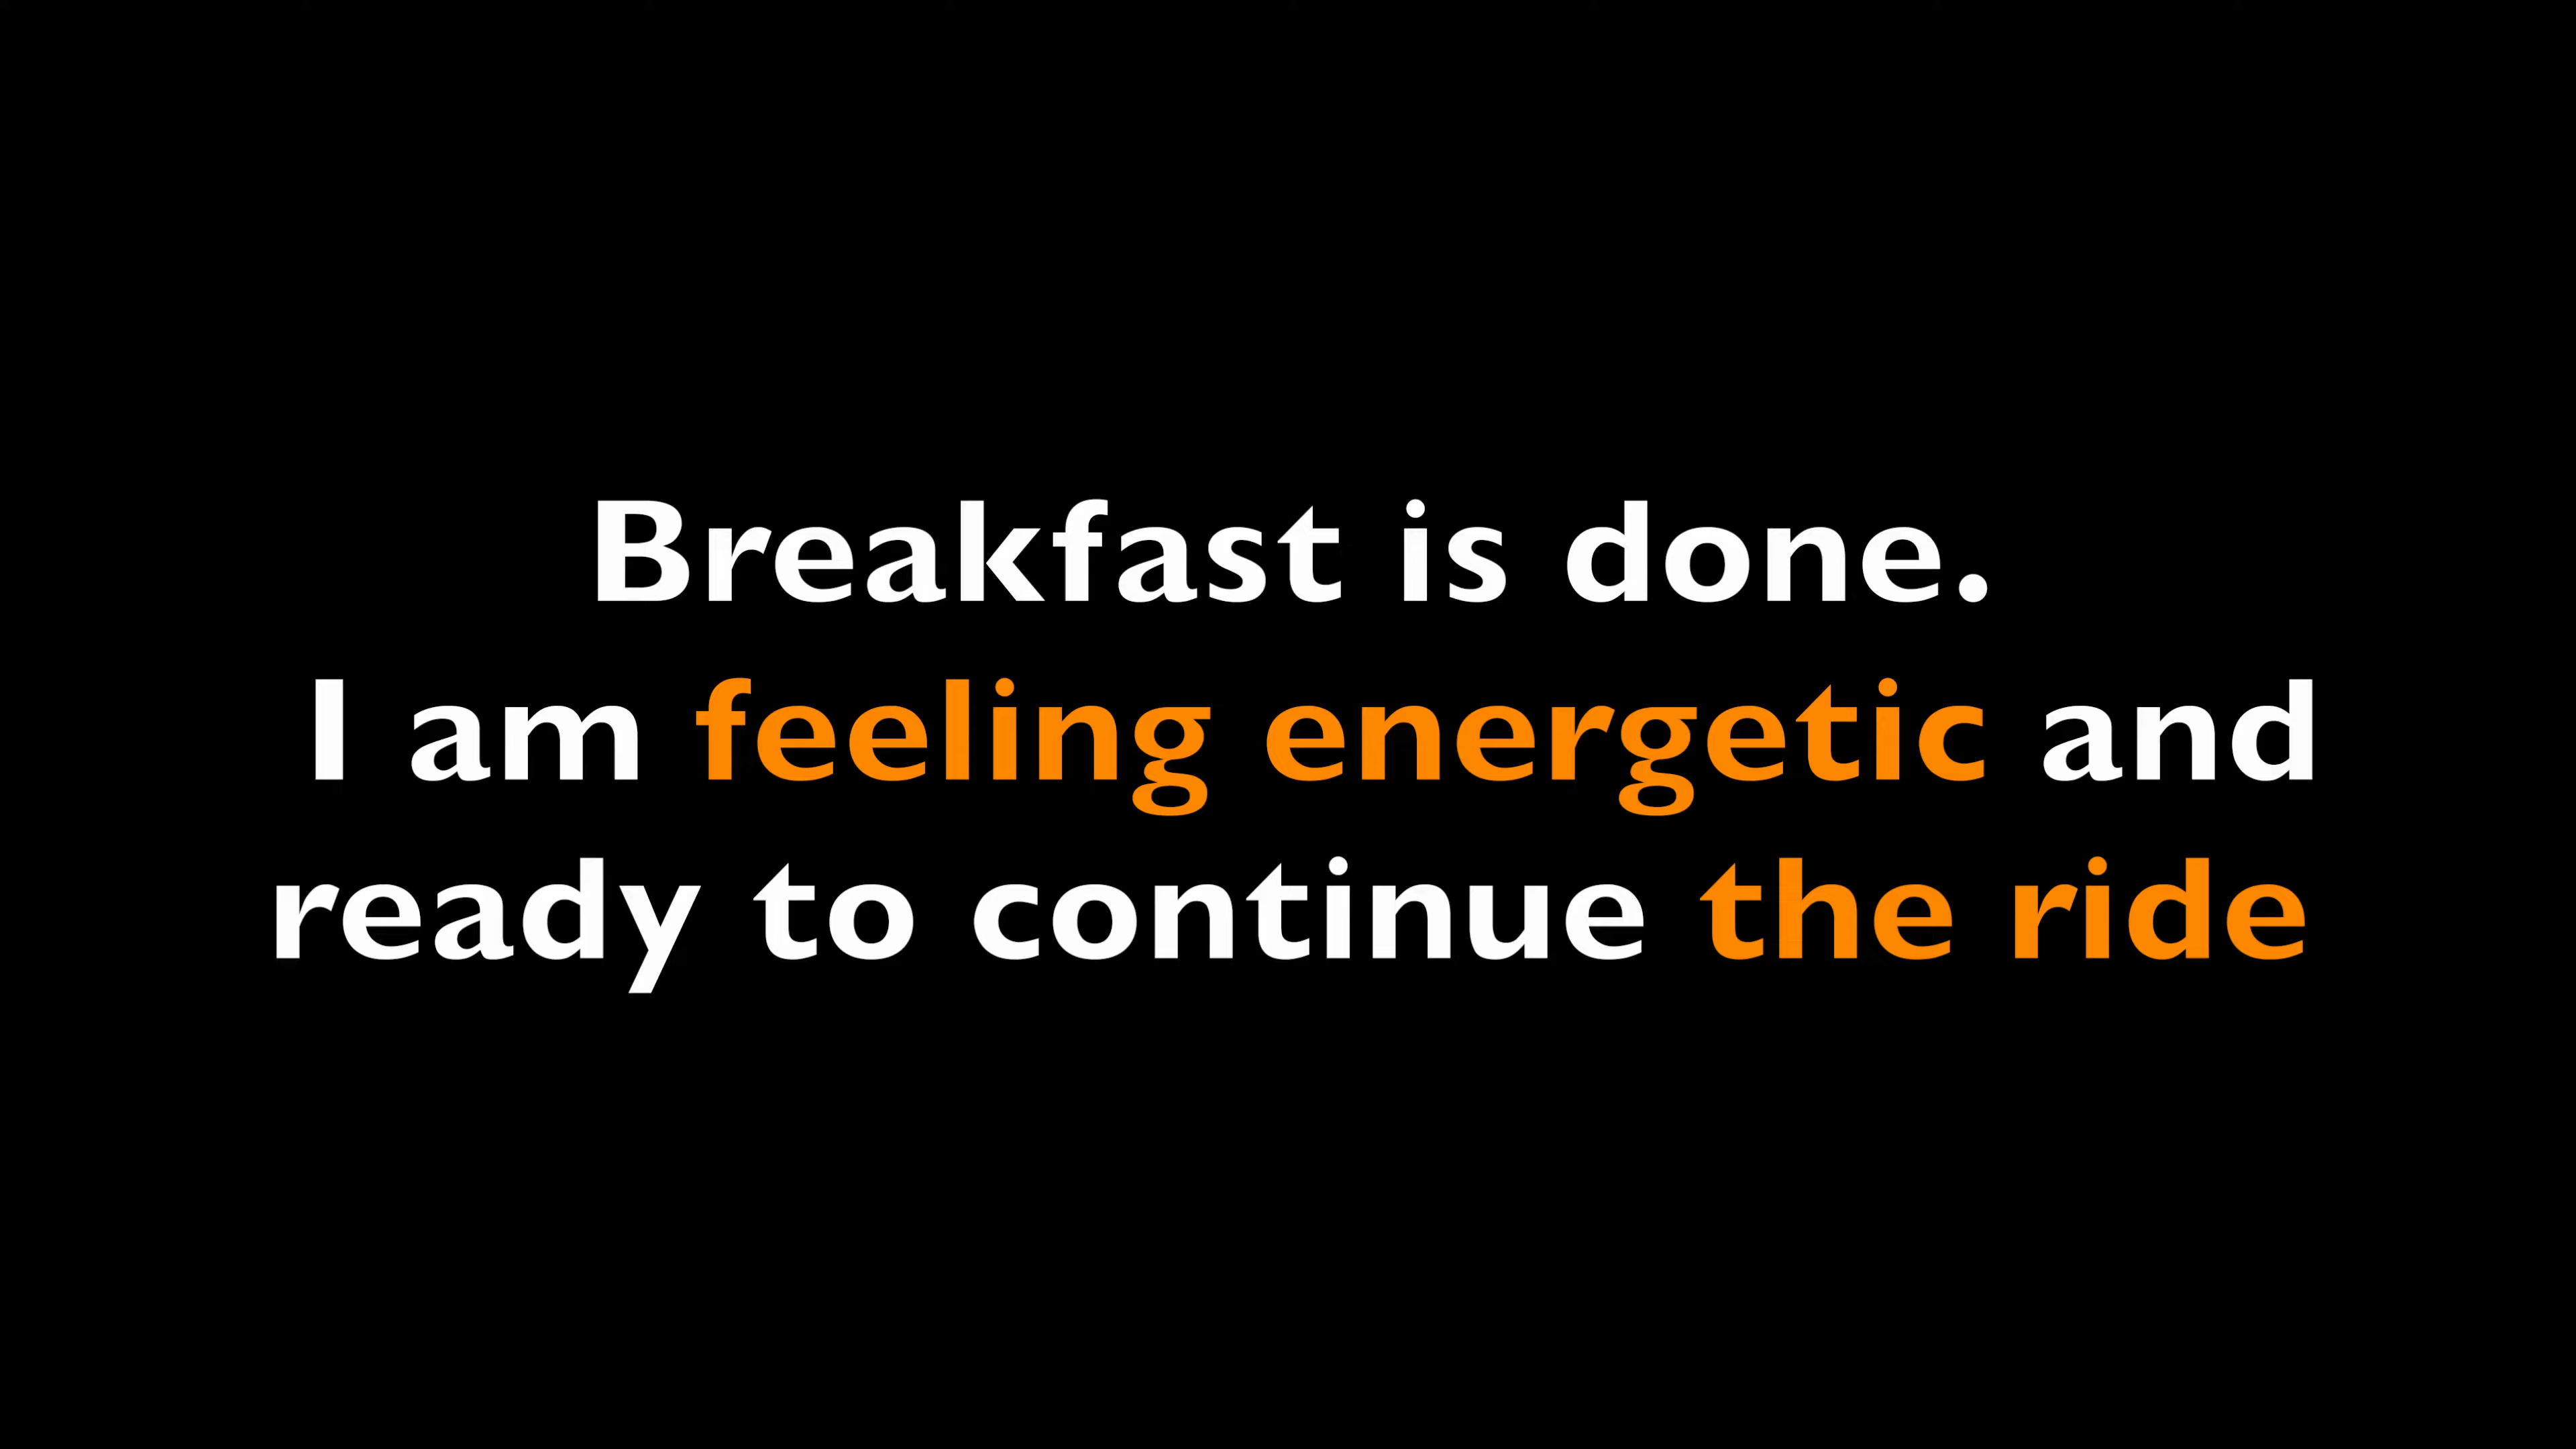 Breakfast is done.
I am feeling energetic and
ready to continue the ride